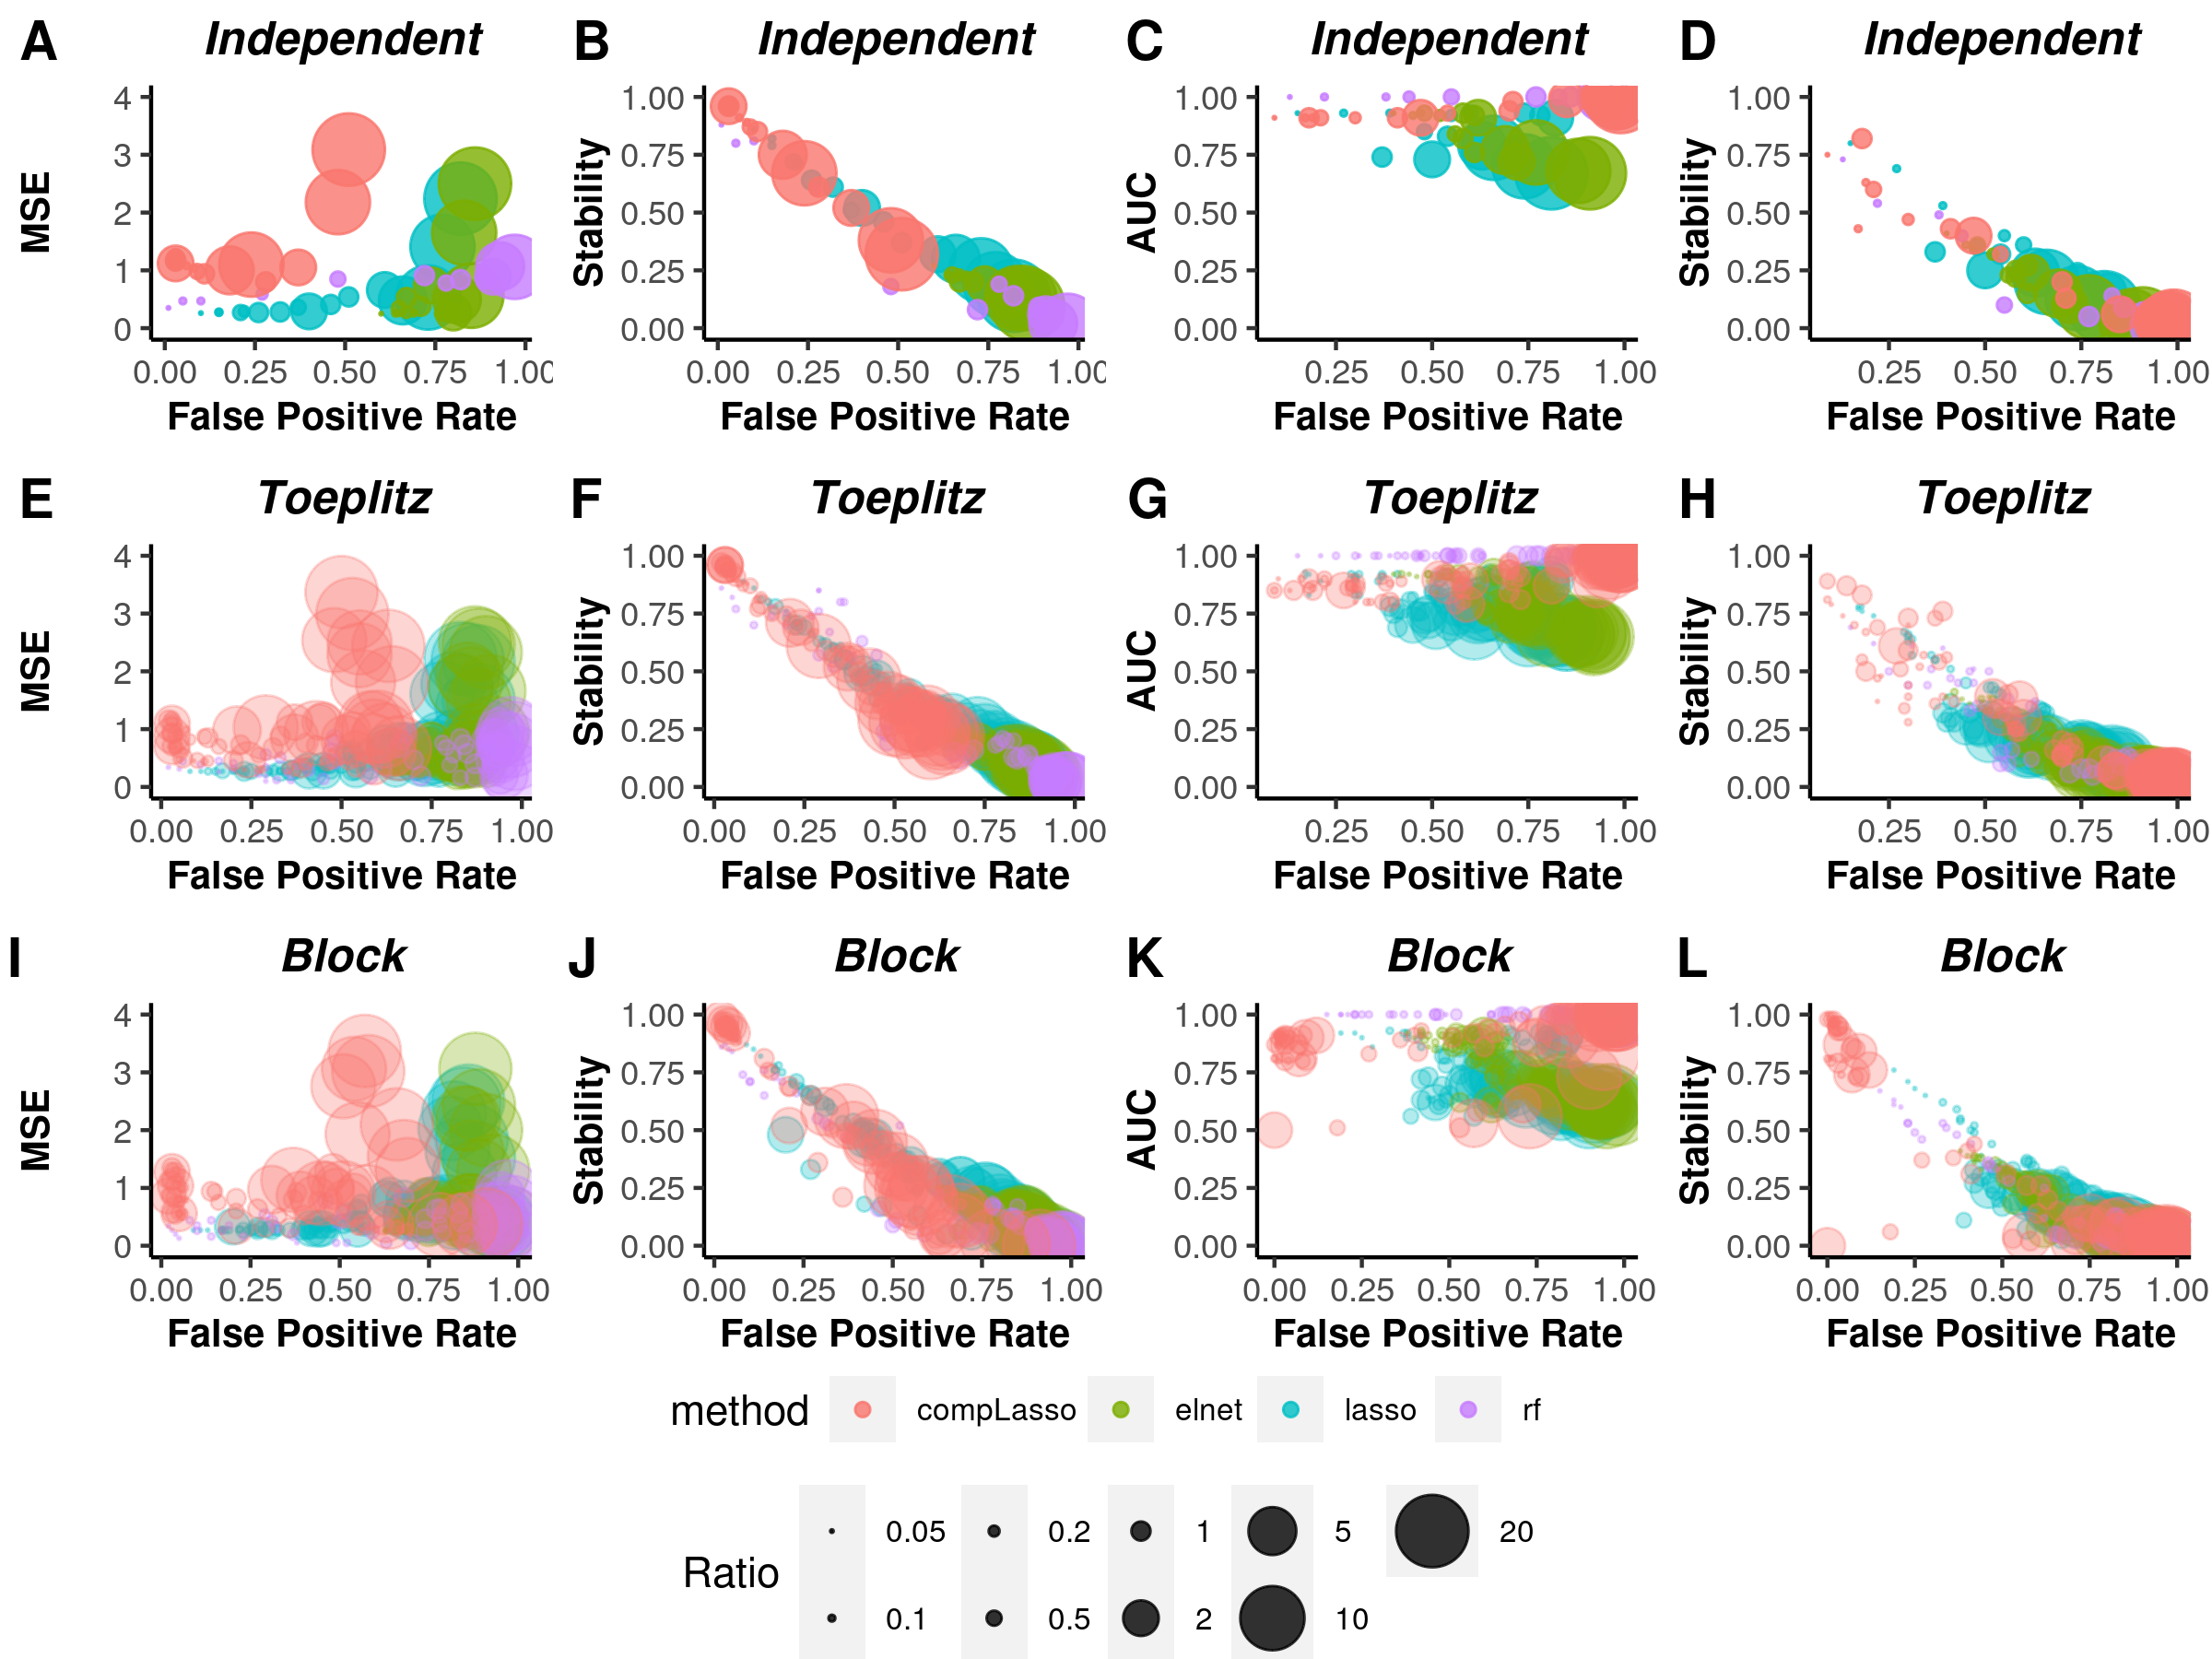 A Independent B Independent C Independent D Independent
MSE 4 3 2 1 0 Stability 1.00 0.75 0.50 0.25 0.00 AUC 1.00 0.75 0.50 0.25 0.00 Stability 1.00 0.75 0.50 0.25 0.00
0.00 0.25 0.50 0.75 1.00 0.00 0.25 0.50 0.75 1.00 0.25 0.50 0.75 1.00 0.25 0.50 0.75 1.00
False Positive Rate False Positive Rate False Positive Rate False Positive Rate
E Toeplitz F Toeplitz G Toeplitz H Toeplitz
MSE 4 3 2 1 0 Stability 1.00 0.75 0.50 0.25 0.00 AUC 1.00 0.75 0.50 0.25 0.00 Stability 1.00 0.75 0.50 0.25 0.00
0.00 0.25 0.50 0.75 1.00 0.00 0.25 0.50 0.75 1.00 0.25 0.50 0.75 1.00 0.25 0.50 0.75 1.00
False Positive Rate False Positive Rate False Positive Rate False Positive Rate
I Block J Block K Block L Block
MSE 4 3 2 1 0 Stability 1.00 0.75 0.50 0.25 0.00 AUC 1.00 0.75 0.50 0.25 0.00 Stability 1.00 0.75 0.50 0.25 0.00
0.00 0.25 0.50 0.75 1.00 0.00 0.25 0.50 0.75 1.00 0.00 0.25 0.50 0.75 1.00 0.00 0.25 0.50 0.75 1.00
False Positive Rate False Positive Rate False Positive Rate False Positive Rate
method compLasso elnet lasso rf
Ratio
0.05 0.2 1 5 20
0.1 0.5 2 10